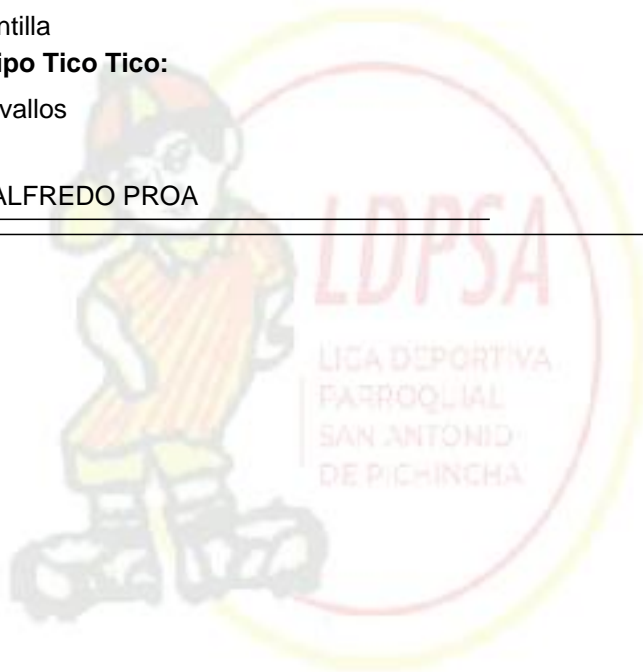 ntilla
ipo Tico Tico:
vallos
ALFREDO PROA
LDPSA
LIGA DEPORTIVA
PARROQUIAL
SAN ANTONIO
DE PICHINCHA